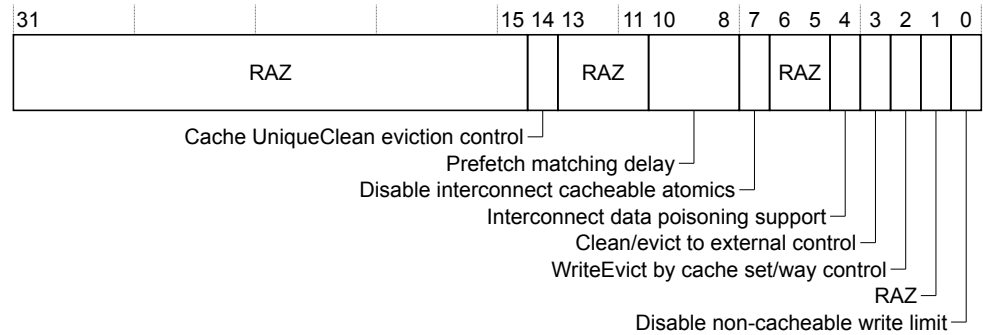 31 15 14 13 11 10 8 7 6 5 4 3 2 1 0
RAZ RAZ RAZ
Cache UniqueClean eviction control
Prefetch matching delay
Disable interconnect cacheable atomics
Interconnect data poisoning support
Clean/evict to external control
WriteEvict by cache set/way control
RAZ
Disable non-cacheable write limit